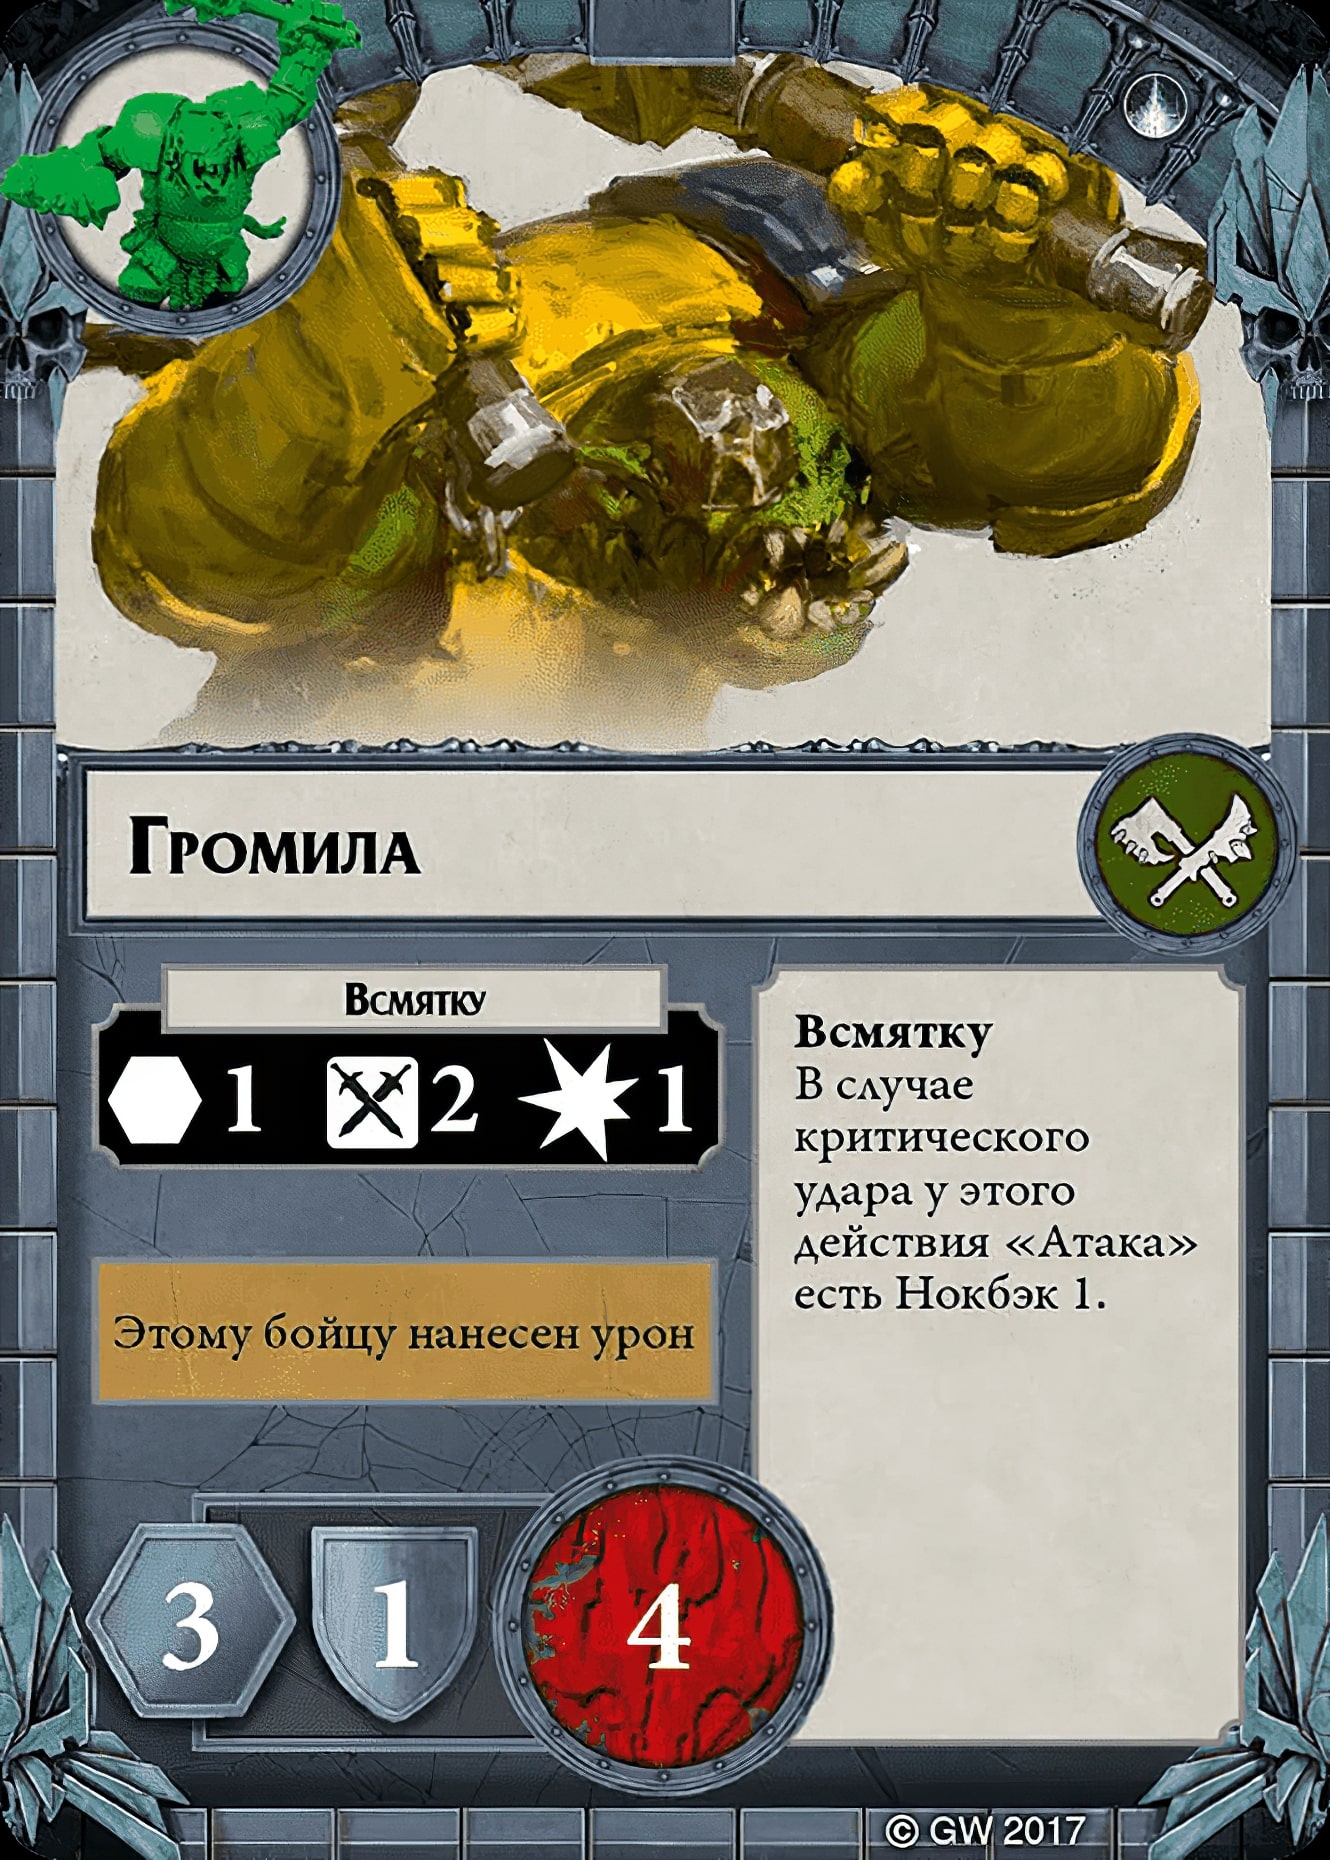 Громила
Всмятку
1 2 1
Этому бойцу нанесен урон
3 1 4
Всмятку
В случае
критического
удара у этого
действия «Атака»
есть Нокбэк 1.
© GW 2017